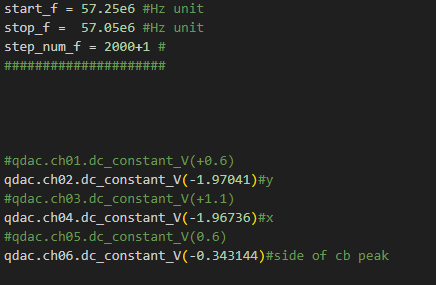 start_f = 57.25e6 #Hz unit
stop_f =  57.05e6 #Hz unit
step_num_f = 2000+1 #
#####################
#qdac.ch01.dc_constant_V(+0.6)
qdac.ch02.dc_constant_V(-1.97041)#y
#qdac.ch03.dc_constant_V(+1.1)
qdac.ch04.dc_constant_V(-1.96736)#x
#qdac.ch05.dc_constant_V(0.6)
qdac.ch06.dc_constant_V(-0.343144)#side of cb peak